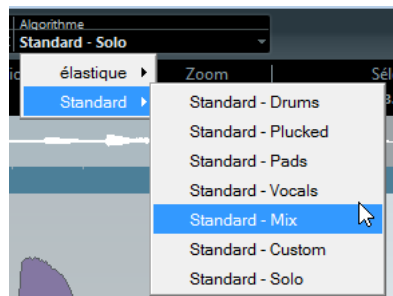 Algorithme
Standard - Solo
élastique
Zoom
Sél
Standard
Standard - Drums
Standard - Plucked
Standard - Pads
Standard - Vocals
Standard - Mix
Standard - Custom
Standard - Solo